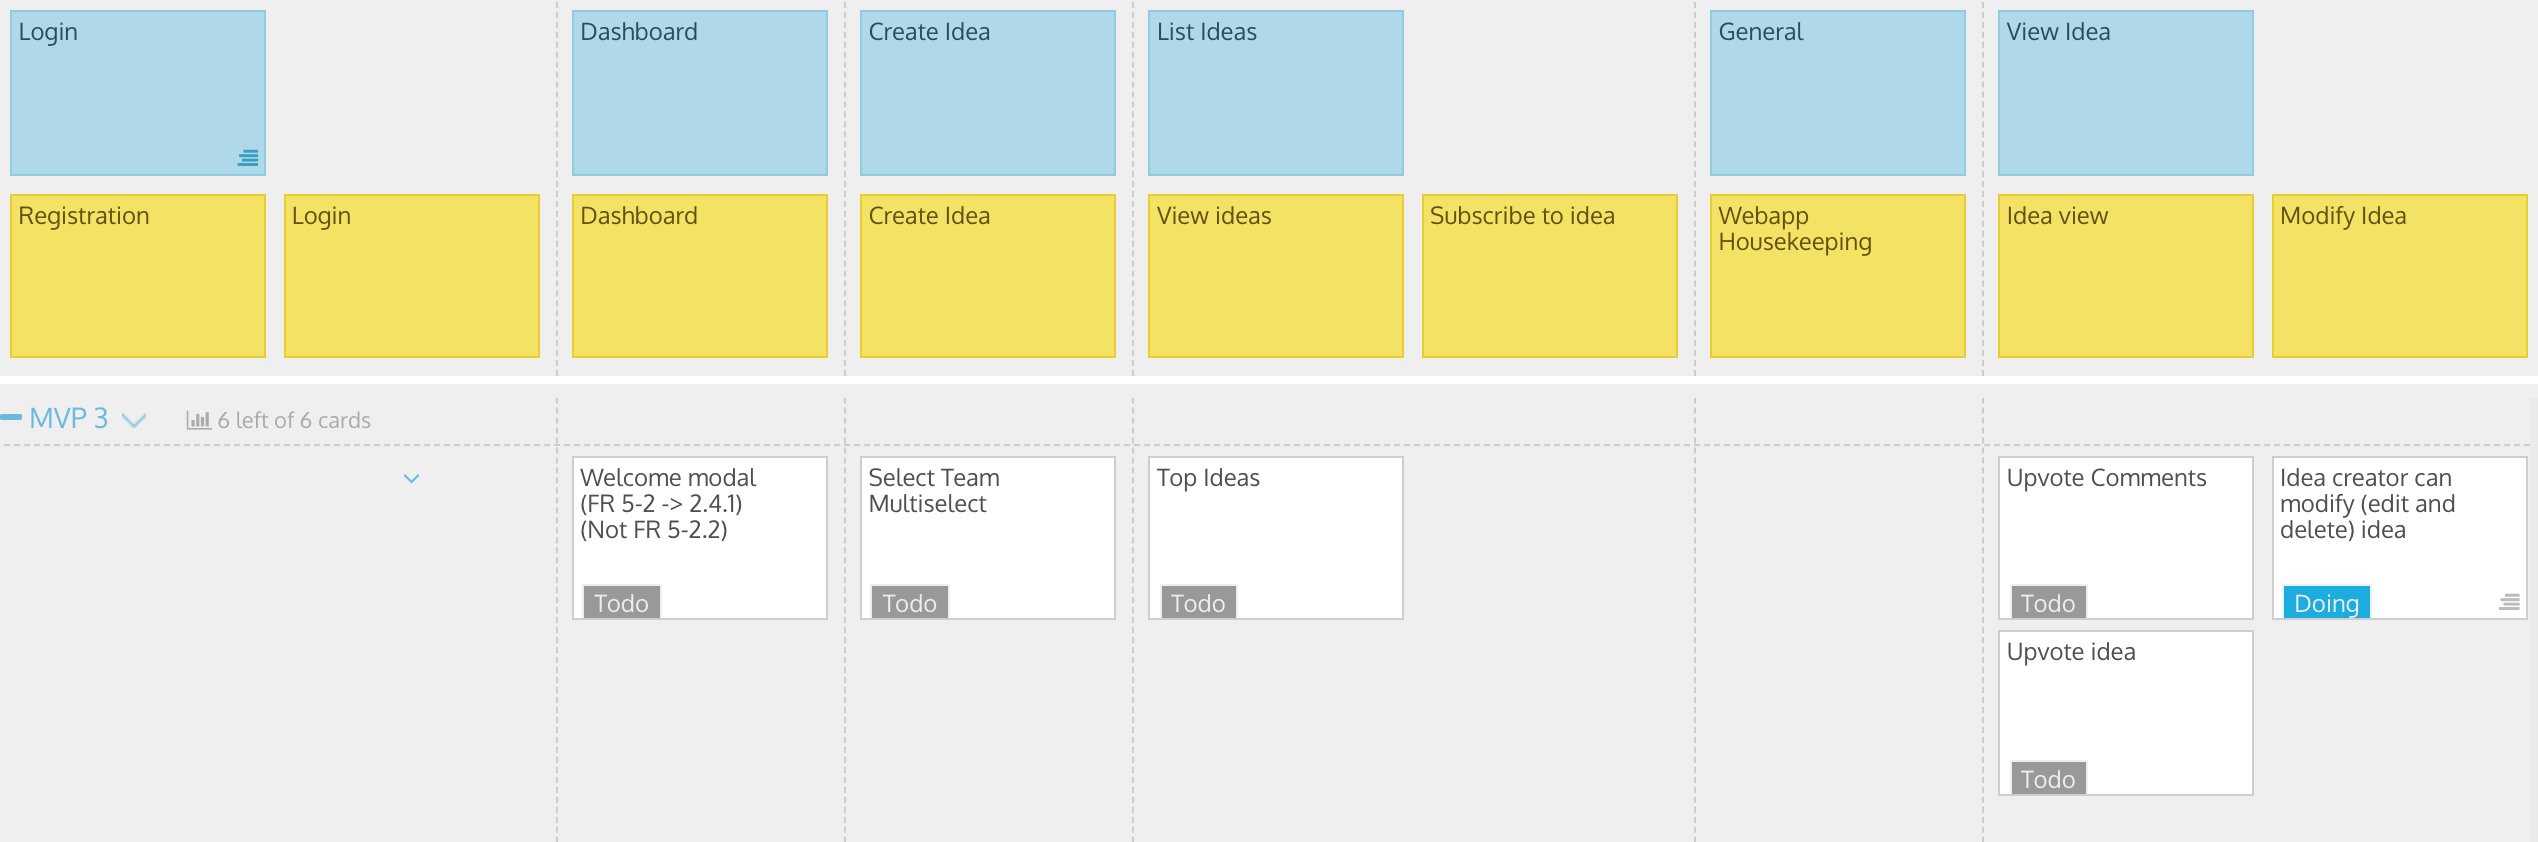 Login
Dashboard
Create Idea
List Ideas
General
View Idea
Registration
Login
Dashboard
Create Idea
View ideas
Subscribe to idea
Webapp
Housekeeping
Idea view
Modify Idea
MVP 3
6 left of 6 cards
Welcome modal
(FR 5-2 -> 2.4.1)
(Not FR 5-2.2)
Todo
Select Team
Multiselect
Todo
Top Ideas
Todo
Upvote Comments
Todo
Idea creator can
modify (edit and
delete) idea
Doing
Upvote idea
Todo